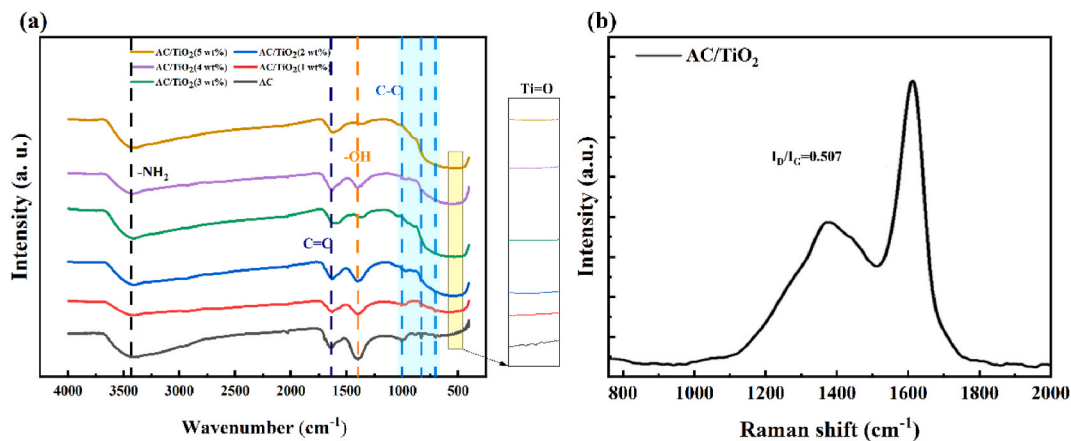 (a)
AC/TiO₂(5 wt%) AC/TiO₂(2 wt%)
AC/TiO₂(4 wt%) AC/TiO₂(1 wt%)
AC/TiO₂(3 wt%) AC
C-C
Ti=O
-OH
-NH₂
C=C
Intensity (a. u.)
4000 3500 3000 2500 2000 1500 1000 500
Wavenumber (cm⁻¹)
(b)
AC/TiO₂
I_D/I_G=0.507
Intensity (a.u.)
800 1000 1200 1400 1600 1800 2000
Raman shift (cm⁻¹)